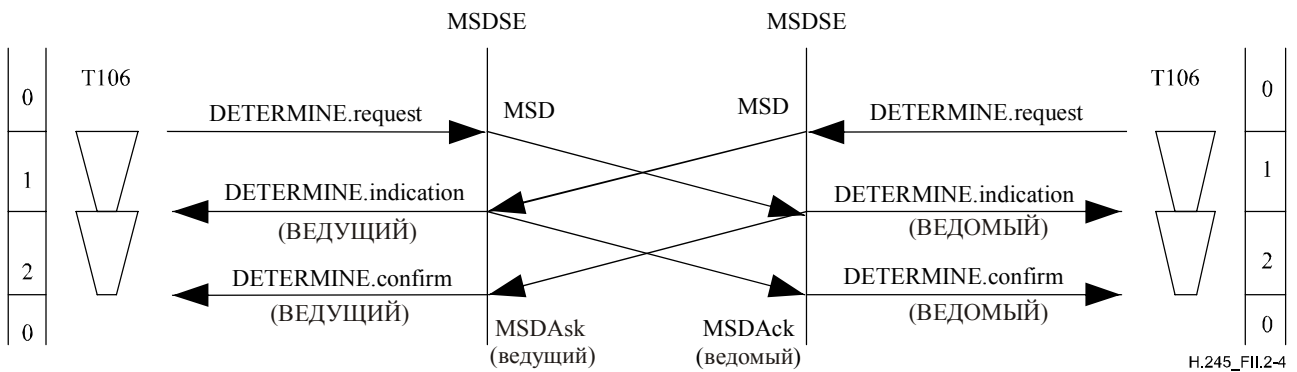 MSDSE MSDSE
T106 T106
0 0
DETERMINE.request MSD MSD DETERMINE.request
1 1
DETERMINE.indication DETERMINE.indication
(ВЕДУЩИЙ) (ВЕДОМЫЙ)
2 2
DETERMINE.confirm DETERMINE.confirm
(ВЕДУЩИЙ) (ВЕДОМЫЙ)
0 MSDAsk MSDAck 0
(ведущий) (ведомый)
H.245_FII.2-4